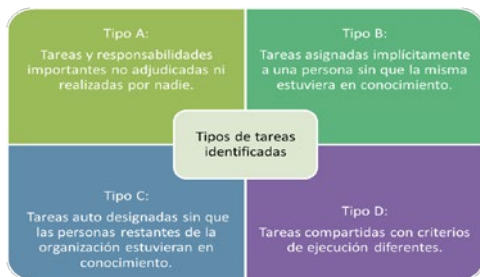 Tipo A:
Tareas y responsabilidades
importantes no adjudicadas ni
realizadas por nadie.
Tipo B:
Tareas asignadas implícitamente
a una persona sin que la misma
estuviera en conocimiento.
Tipos de tareas
identificadas
Tipo C:
Tareas auto designadas sin que
las personas restantes de la
organización estuvieran en
conocimiento.
Tipo D:
Tareas compartidas con criterios
de ejecución diferentes.